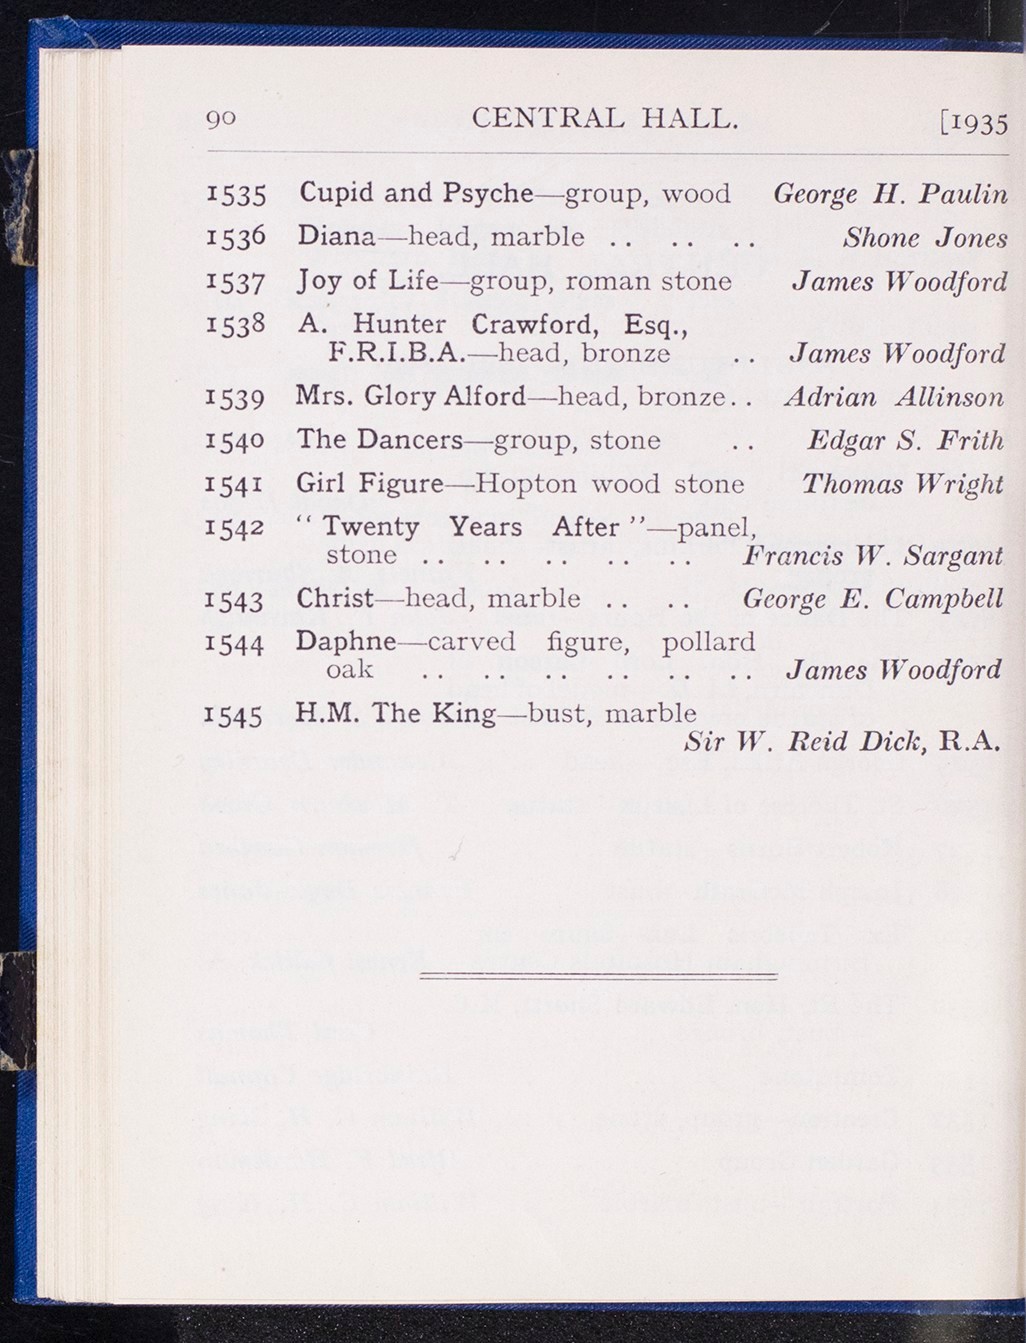 90 CENTRAL HALL. [1935
1535 Cupid and Psyche—group, wood George H. Paulin
1536 Diana—head, marble .. .. .. Shone Jones
1537 Joy of Life—group, roman stone James Woodford
1538 A. Hunter Crawford, Esq.,
F.R.I.B.A.—head, bronze .. James Woodford
1539 Mrs. Glory Alford—head, bronze.. Adrian Allinson
1540 The Dancers—group, stone .. Edgar S. Frith
1541 Girl Figure—Hopton wood stone Thomas Wright
1542 “ Twenty Years After ”—panel,
stone .. .. .. .. .. Francis W. Sargant
1543 Christ—head, marble .. .. George E. Campbell
1544 Daphne—carved figure, pollard
oak .. .. .. .. .. .. James Woodford
1545 H.M. The King—bust, marble
Sir W. Reid Dick, R.A.